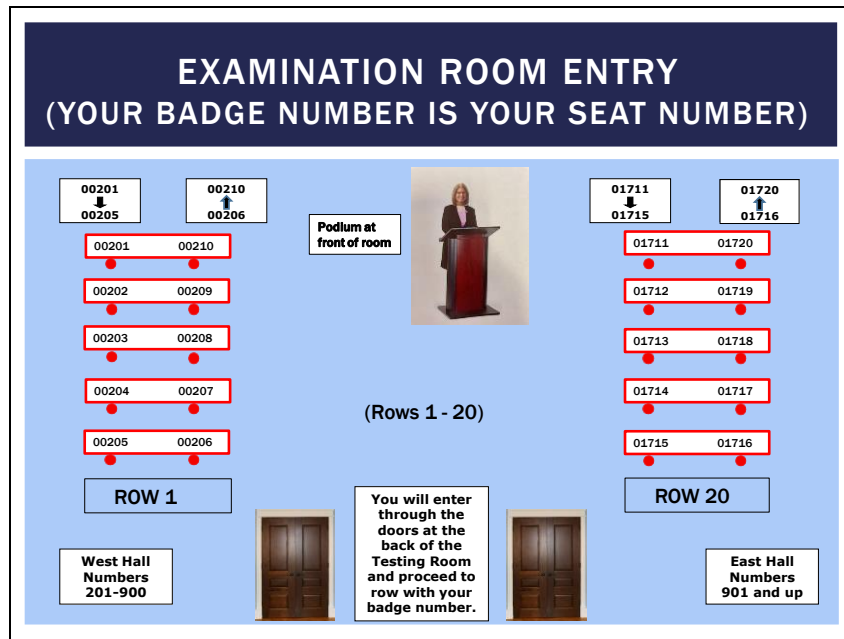 EXAMINATION ROOM ENTRY
(YOUR BADGE NUMBER IS YOUR SEAT NUMBER)
00201
00205
00210
00206
01711
01715
01720
01716
Podium at
front of room
00201 00210
00202 00209
00203 00208
00204 00207
00205 00206
ROW 1
(Rows 1 - 20)
01711 01720
01712 01719
01713 01718
01714 01717
01715 01716
ROW 20
West Hall
Numbers
201-900
You will enter
through the
doors at the
back of the
Testing Room
and proceed to
row with your
badge number.
East Hall
Numbers
901 and up